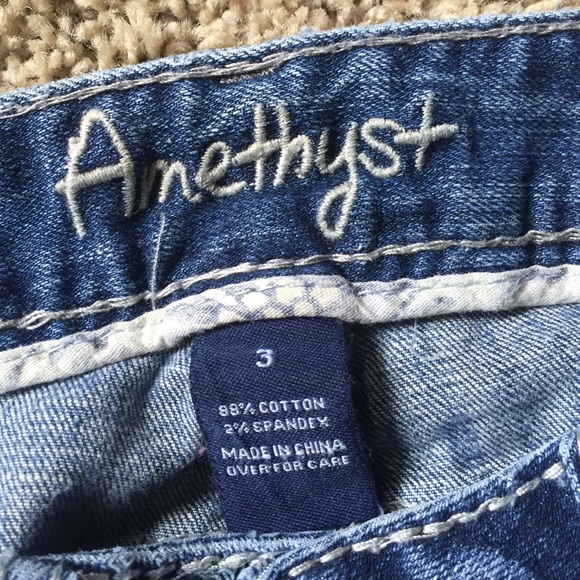 Amethyst
3
98% COTTON
2% SPANDEX
MADE IN CHINA
OVER FOR CARE